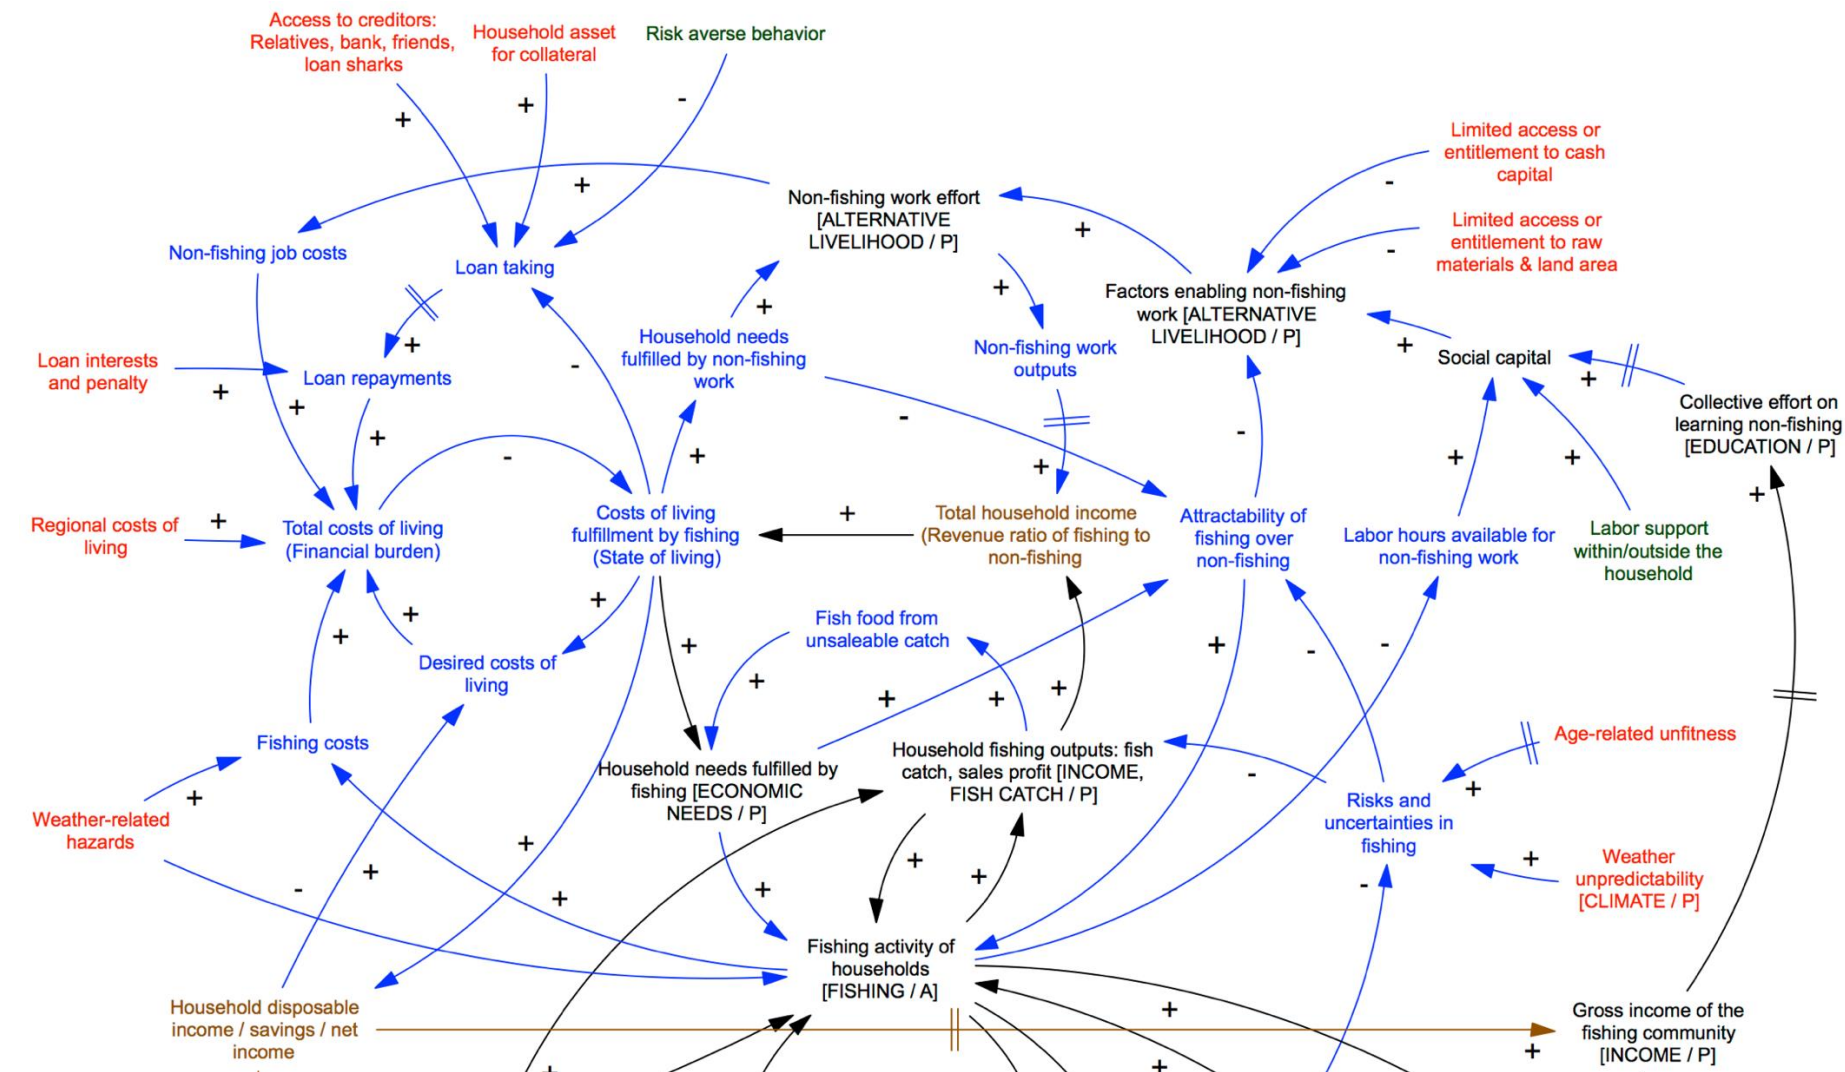 Access to creditors:
Relatives, bank, friends,
loan sharks
Household asset
for collateral
Risk averse behavior
+
+
-
Limited access or
entitlement to cash
capital
-
Limited access or
entitlement to raw
materials & land area
-
+
Non-fishing work effort
[ALTERNATIVE
LIVELIHOOD / P]
+
Non-fishing job costs
Loan taking
+
+
Factors enabling non-fishing
work [ALTERNATIVE
LIVELIHOOD / P]
Household needs
fulfilled by non-fishing
work
Non-fishing work
outputs
+
Social capital
+
Loan interests
and penalty
+
Loan repayments
+
+
-
-
-
+
Collective effort on
learning non-fishing
[EDUCATION / P]
+
-
+
+
+
+
+
Regional costs of
living
+
Total costs of living
(Financial burden)
Costs of living
fulfillment by fishing
(State of living)
+
Total household income
(Revenue ratio of fishing to
non-fishing
Attractability of
fishing over
non-fishing
Labor hours available for
non-fishing work
Labor support
within/outside the
household
+
+
+
Fish food from
unsaleable catch
+
+
-
-
Desired costs of
living
+
+
+
+
Fishing costs
Household needs fulfilled by
fishing [ECONOMIC
NEEDS / P]
Household fishing outputs: fish
catch, sales profit [INCOME,
FISH CATCH / P]
-
Age-related unfitness
+
Risks and
uncertainties in
fishing
Weather-related
hazards
+
+
+
-
+
+
+
+
-
+
Weather
unpredictability
[CLIMATE / P]
Fishing activity of
households
[FISHING / A]
Household disposable
income / savings / net
income
+
Gross income of the
fishing community
[INCOME / P]
+
+
+